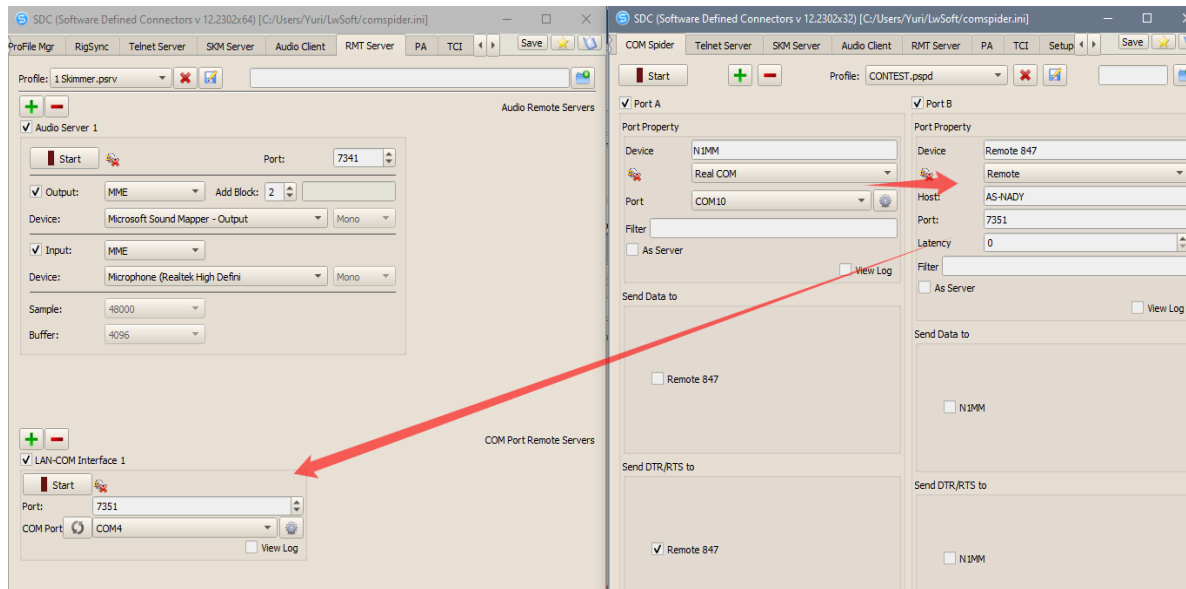 SDC (Software Defined Connectors v 12.2302x64) [C:/Users/Yuri/LwSoft/comspider.ini]
ProFile Mgr RigSync Telnet Server SKM Server Audio Client RMT Server PA TCI Save
Profile: 1 Skimmer.psrv
Audio Remote Servers
Audio Server 1
Start Port: 7341
Output: MME Add Block: 2
Device: Microsoft Sound Mapper - Output Mono
Input: MME
Device: Microphone (Realtek High Defini Mono
Sample: 48000
Buffer: 4096
COM Port Remote Servers
LAN-COM Interface 1
Start
Port: 7351
COM Port COM4
View Log
SDC (Software Defined Connectors v 12.2302x32) [C:/Users/Yuri/LwSoft/comspider.ini]
COM Spider Telnet Server SKM Server Audio Client RMT Server PA TCI Setup Save
Start Profile: CONTEST.pspd
Port A
Port Property
Device N1MM
Real COM
Port COM10
Filter
As Server
View Log
Send Data to
Remote 847
Send DTR/RTS to
Remote 847
Port B
Port Property
Device Remote 847
Remote
Host: AS-NADY
Port: 7351
Latency 0
Filter
As Server
View Log
Send Data to
N1MM
Send DTR/RTS to
N1MM